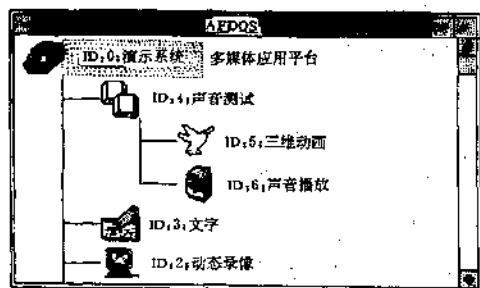 AEDOS
ID:0:演示系统 多媒体应用平台
ID:4:声音测试
ID:5:三维动画
ID:6:声音播放
ID:3:文字
ID:2:动态录像